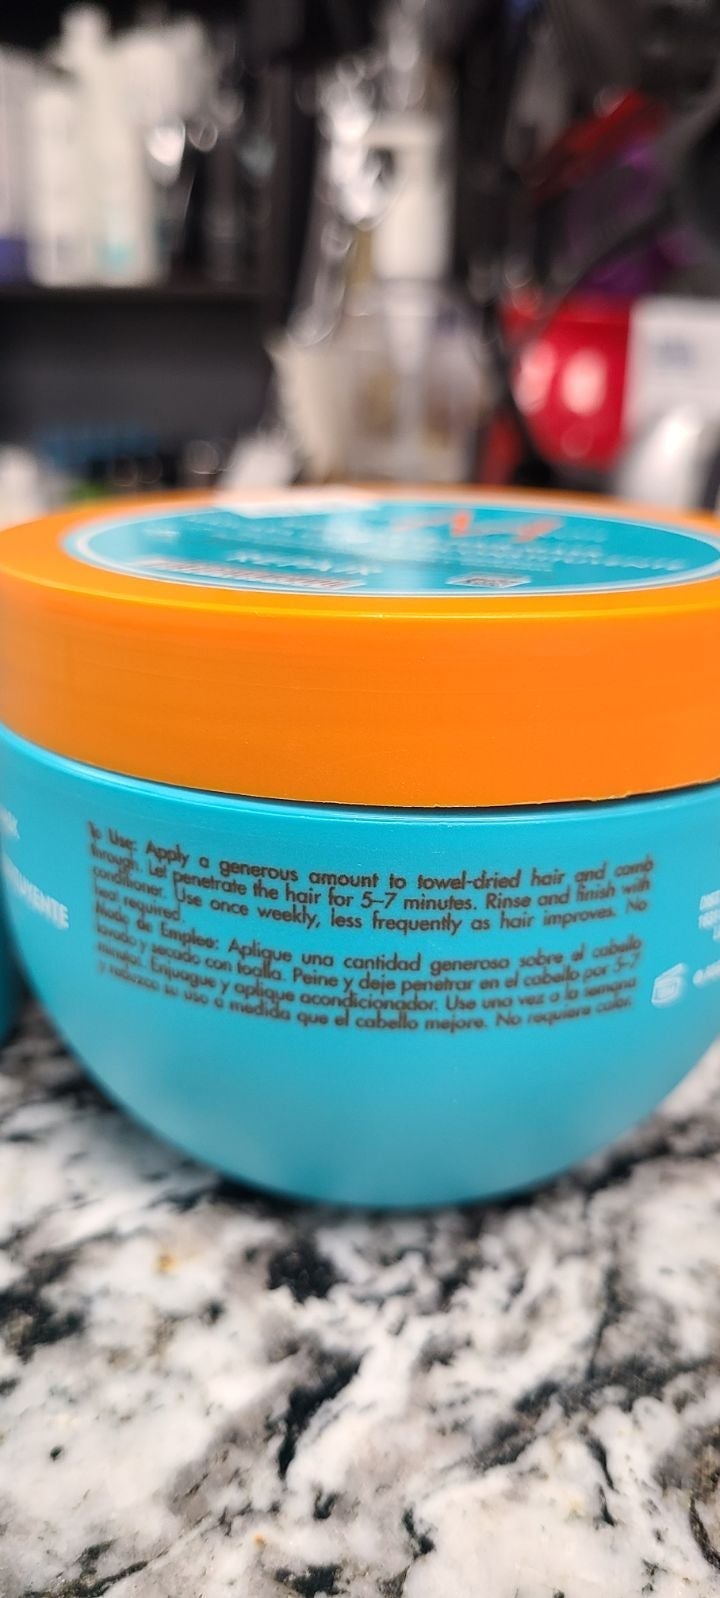 To Use: Apply a generous amount to towel-dried hair and comb
through. Let penetrate the hair for 5–7 minutes. Rinse and finish with
conditioner. Use once weekly, less frequently as hair improves. No
heat required.
Modo de Empleo: Aplique una cantidad generosa sobre el cabello
lavado y secado con toalla. Peine y deje penetrar en el cabello por 5-7
minutos. Enjuague y aplique acondicionador. Use una vez a la semana
y reduzca su uso a medida que el cabello mejore. No requiere calor.